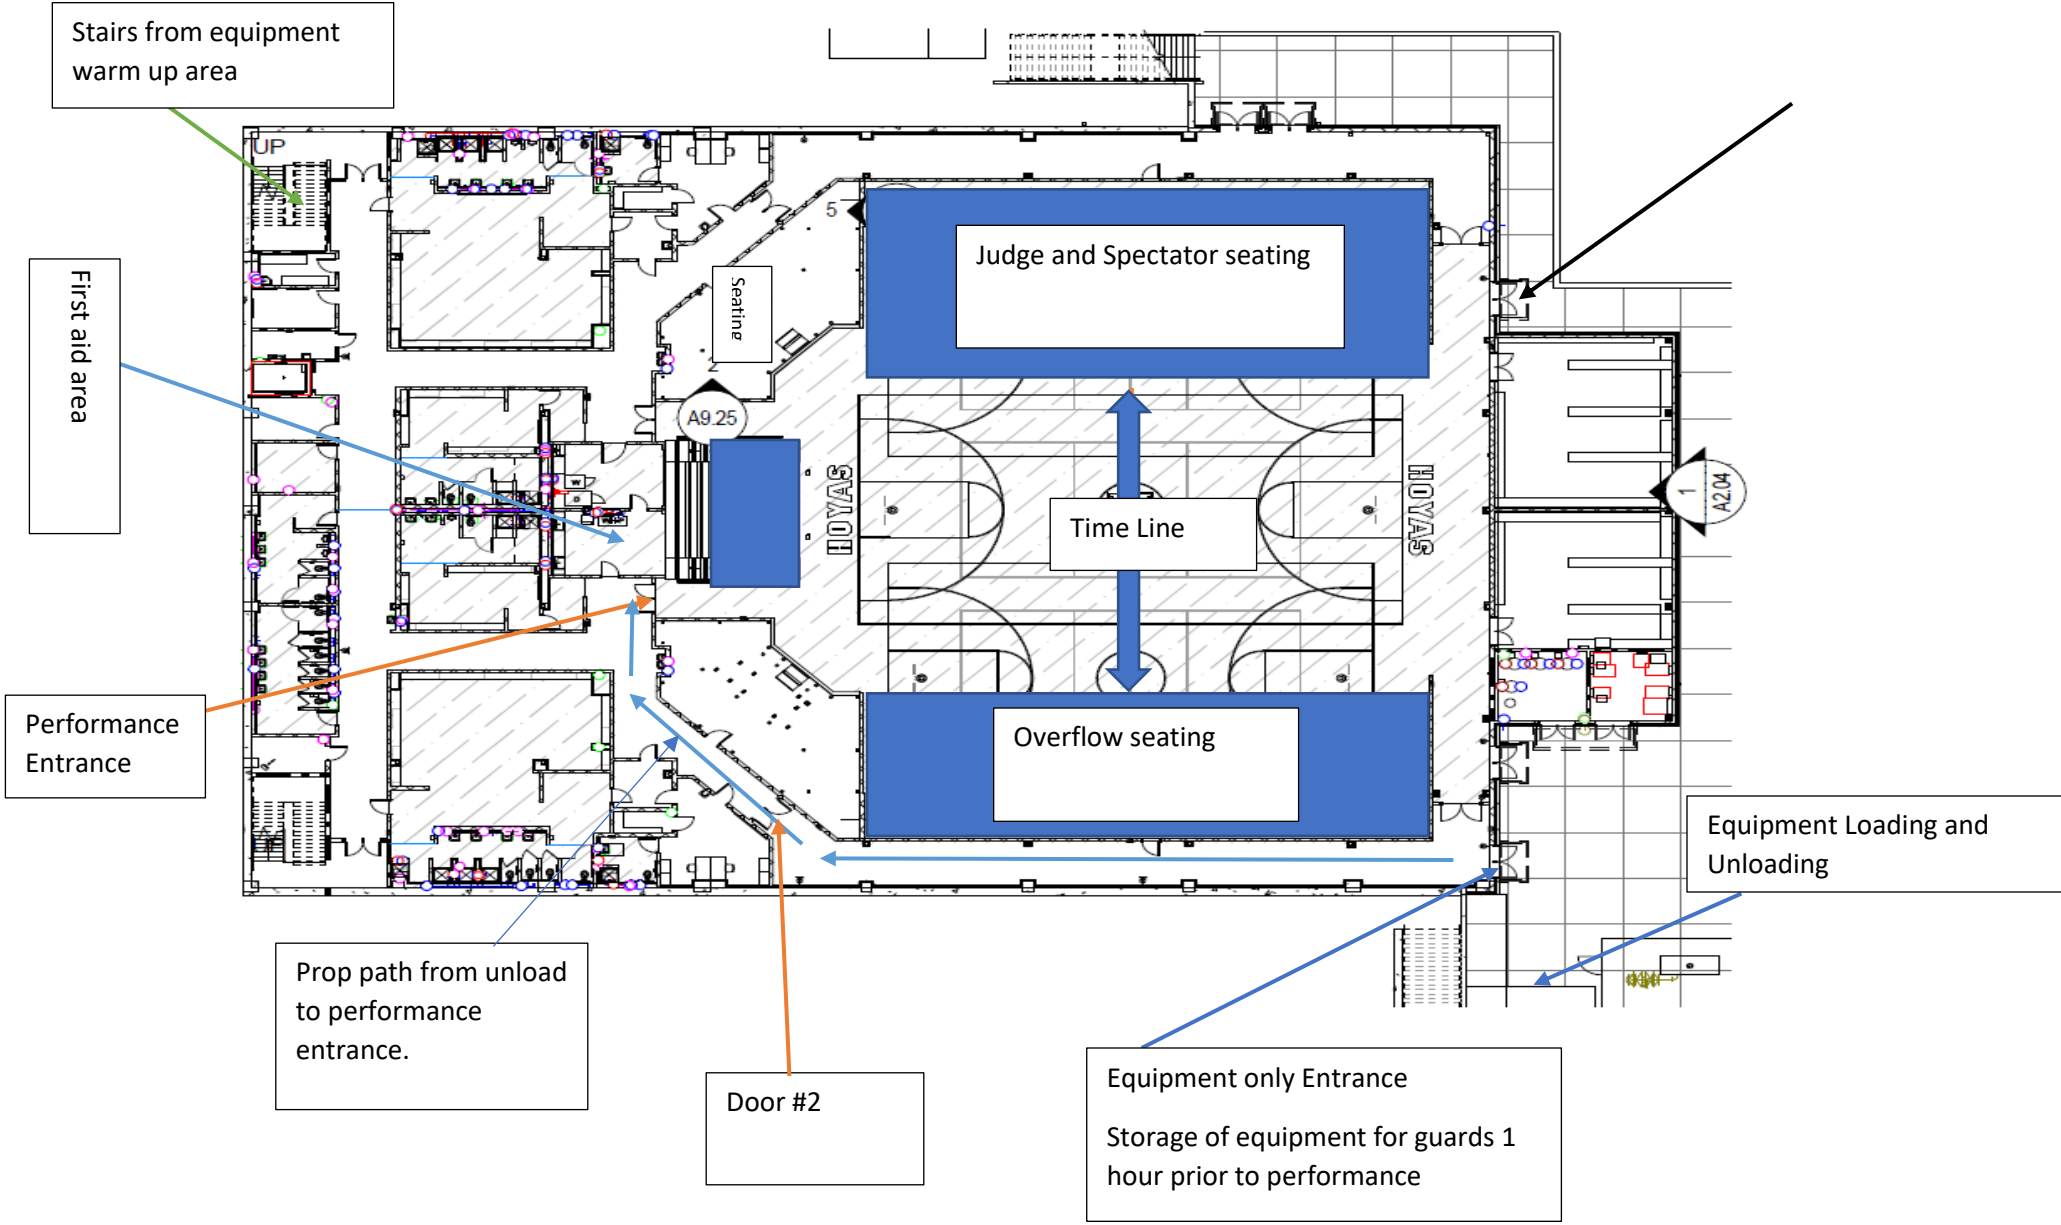 Stairs from equipment
warm up area
UP
5
Judge and Spectator seating
First aid area
Seating
2
A9.25
HOYAS
HOYAS
Time Line
1
A2.04
W
D
Performance
Entrance
Overflow seating
Equipment Loading and
Unloading
Prop path from unload
to performance
entrance.
Door #2
Equipment only Entrance
Storage of equipment for guards 1
hour prior to performance